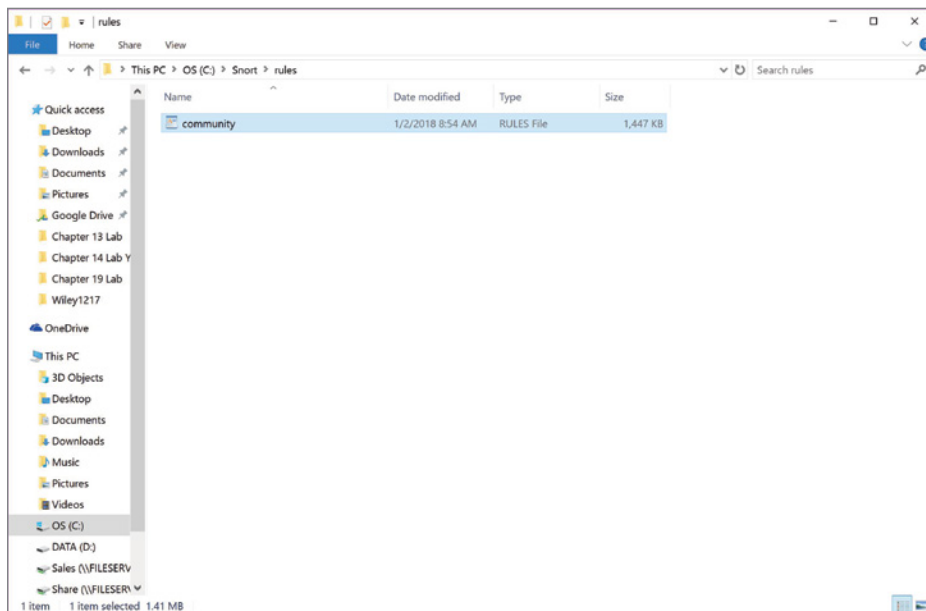 rules
File Home Share View
This PC > OS (C:) > Snort > rules
Search rules
Name Date modified Type Size
community 1/2/2018 8:54 AM RULES File 1,447 KB
Quick access
Desktop
Downloads
Documents
Pictures
Google Drive
Chapter 13 Lab
Chapter 14 Lab Y
Chapter 19 Lab
Wiley1217
OneDrive
This PC
3D Objects
Desktop
Documents
Downloads
Music
Pictures
Videos
OS (C:)
DATA (D:)
Sales (\\FILESERV
Share (\\FILESERV
1 item 1 item selected 1.41 MB